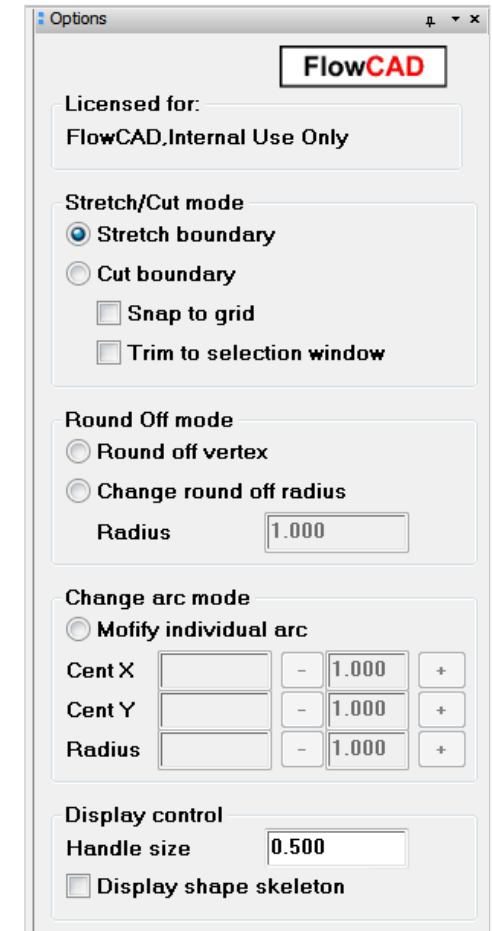 Options
FlowCAD
Licensed for:
FlowCAD,Internal Use Only
Stretch/Cut mode
Stretch boundary
Cut boundary
Snap to grid
Trim to selection window
Round Off mode
Round off vertex
Change round off radius
Radius 1.000
Change arc mode
Mofify individual arc
Cent X - 1.000 +
Cent Y - 1.000 +
Radius - 1.000 +
Display control
Handle size 0.500
Display shape skeleton